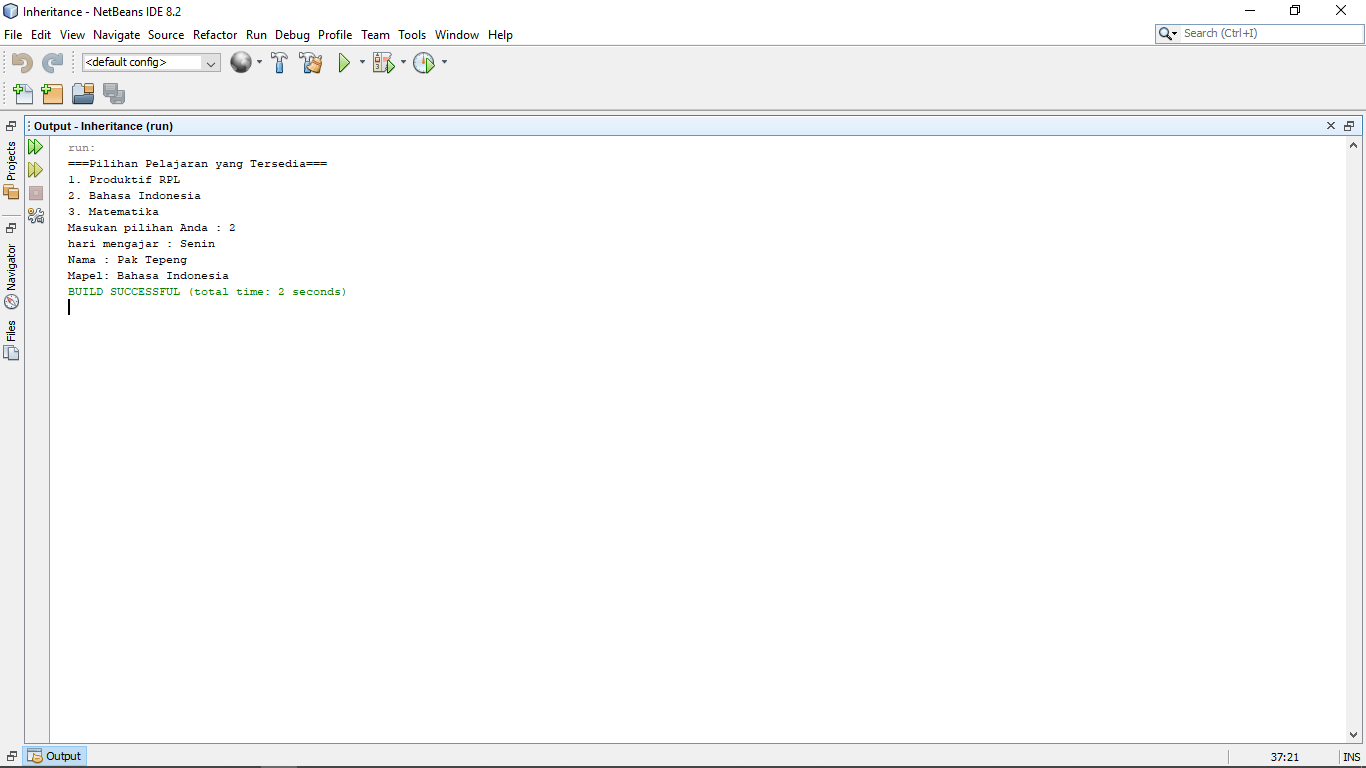 Inheritance - NetBeans IDE 8.2
File Edit View Navigate Source Refactor Run Debug Profile Team Tools Window Help
Search (Ctrl+I)
<default config>
Output - Inheritance (run)
Projects
Navigator
Files
run:
===Pilihan Pelajaran yang Tersedia===
1. Produktif RPL
2. Bahasa Indonesia
3. Matematika
Masukan pilihan Anda : 2
hari mengajar : Senin
Nama : Pak Tepeng
Mapel: Bahasa Indonesia
BUILD SUCCESSFUL (total time: 2 seconds)
Output
37:21
INS